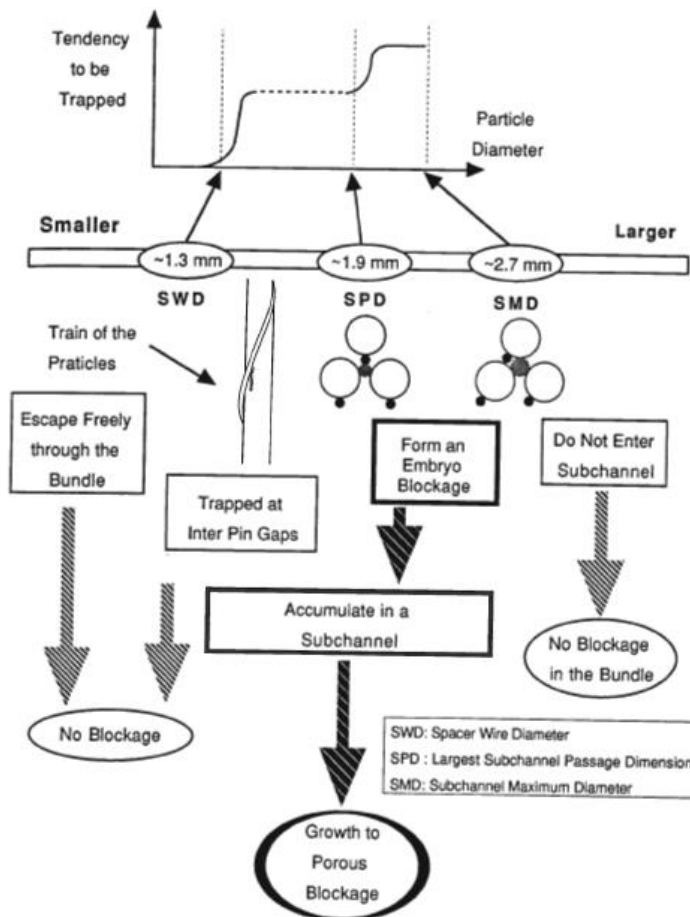 Tendency
to be
Trapped
Particle
Diameter
Smaller
Larger
~1.3 mm
~1.9 mm
~2.7 mm
SWD
SPD
SMD
Train of the
Praticles
Escape Freely
through the
Bundle
Trapped at
Inter Pin Gaps
Form an
Embryo
Blockage
Do Not Enter
Subchannel
Accumulate in a
Subchannel
No Blockage
in the Bundle
No Blockage
SWD: Spacer Wire Diameter
SPD : Largest Subchannel Passage Dimension
SMD: Subchannel Maximum Diameter
Growth to
Porous
Blockage